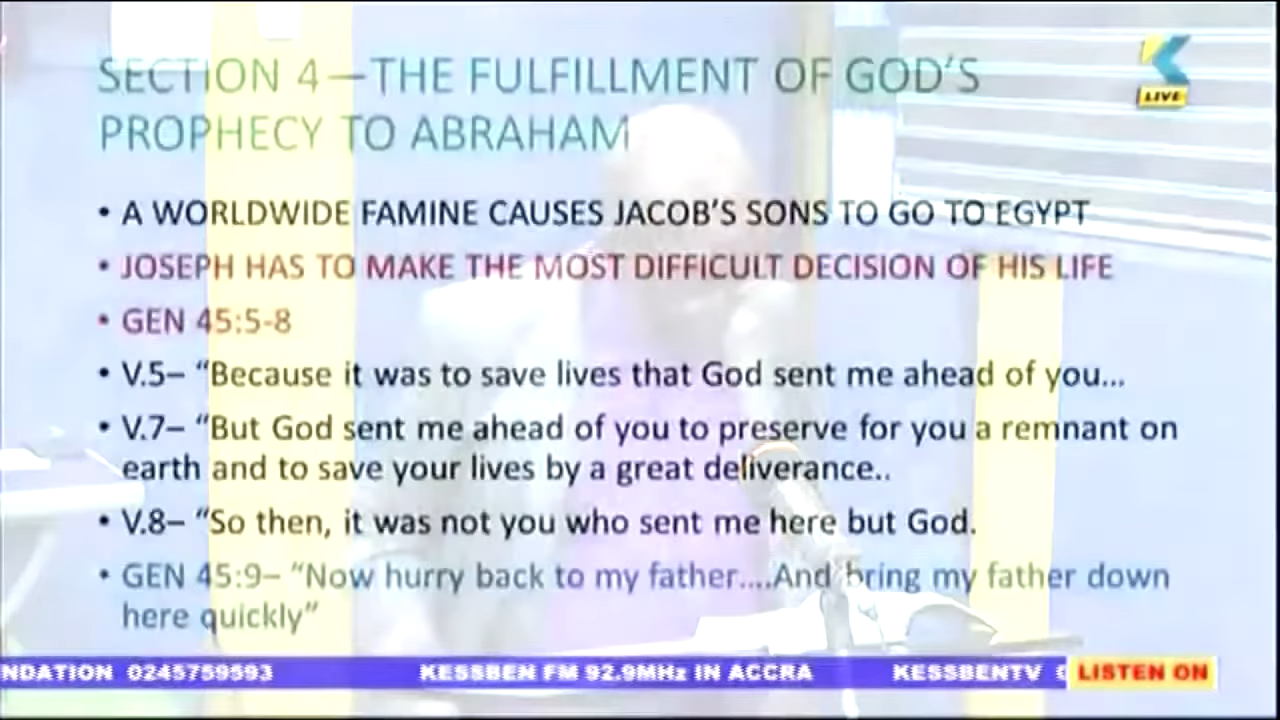 SECTION 4—THE FULFILLMENT OF GOD'S
PROPHECY TO ABRAHAM
LIVE
• A WORLDWIDE FAMINE CAUSES JACOB'S SONS TO GO TO EGYPT
• JOSEPH HAS TO MAKE THE MOST DIFFICULT DECISION OF HIS LIFE
• GEN 45:5-8
• V.5– “Because it was to save lives that God sent me ahead of you...
• V.7– “But God sent me ahead of you to preserve for you a remnant on
earth and to save your lives by a great deliverance..
• V.8– “So then, it was not you who sent me here but God.
• GEN 45:9– “Now hurry back to my father....And bring my father down
here quickly”
NDATION 0245759593 KESSBEN FM 92.9MHz IN ACCRA KESSBENTV
LISTEN ON